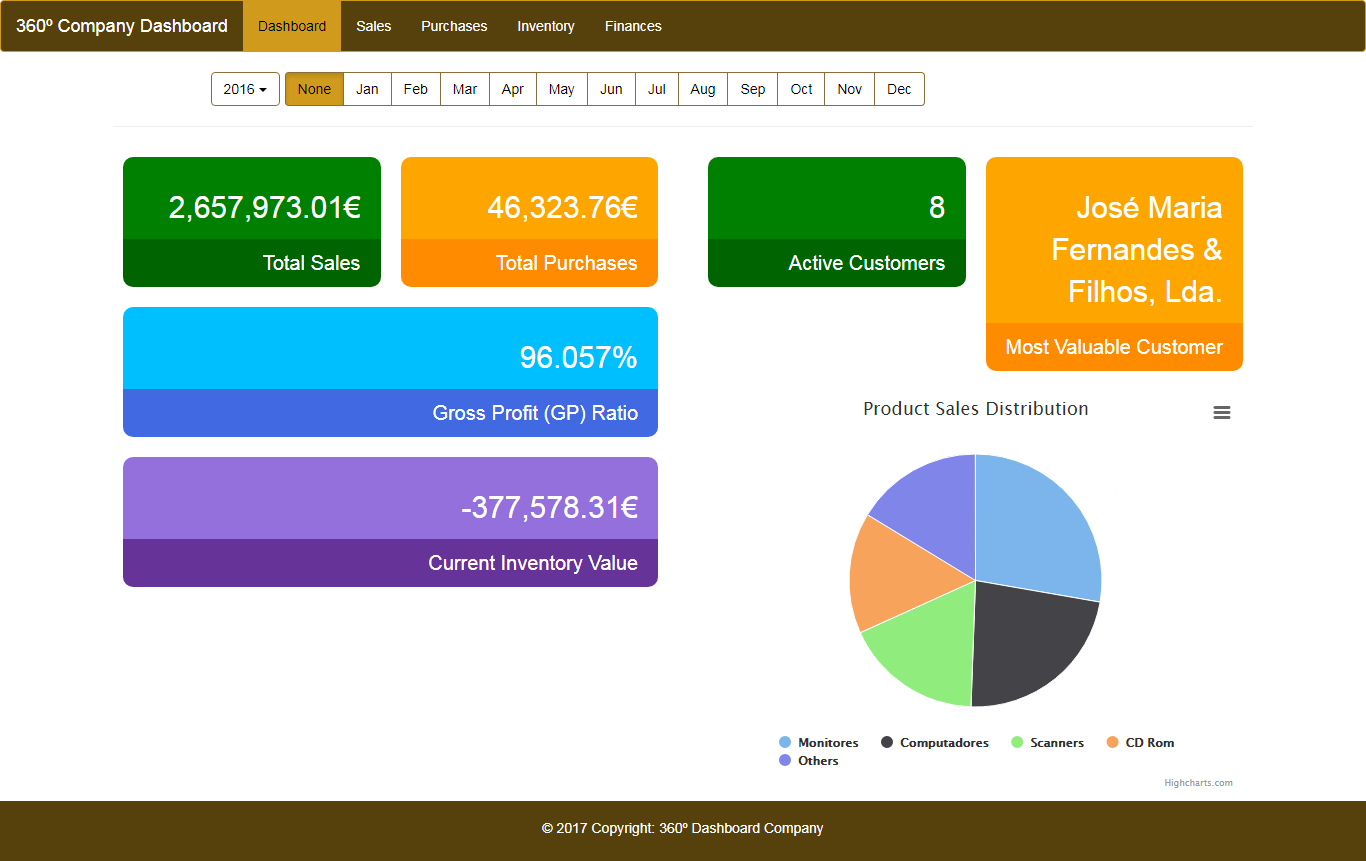 360º Company Dashboard Dashboard Sales Purchases Inventory Finances
2016 None Jan Feb Mar Apr May Jun Jul Aug Sep Oct Nov Dec
2,657,973.01€
Total Sales
46,323.76€
Total Purchases
8
Active Customers
José Maria
Fernandes &
Filhos, Lda.
Most Valuable Customer
96.057%
Gross Profit (GP) Ratio
-377,578.31€
Current Inventory Value
Product Sales Distribution
Monitores Computadores Scanners CD Rom
Others
Highcharts.com
© 2017 Copyright: 360º Dashboard Company